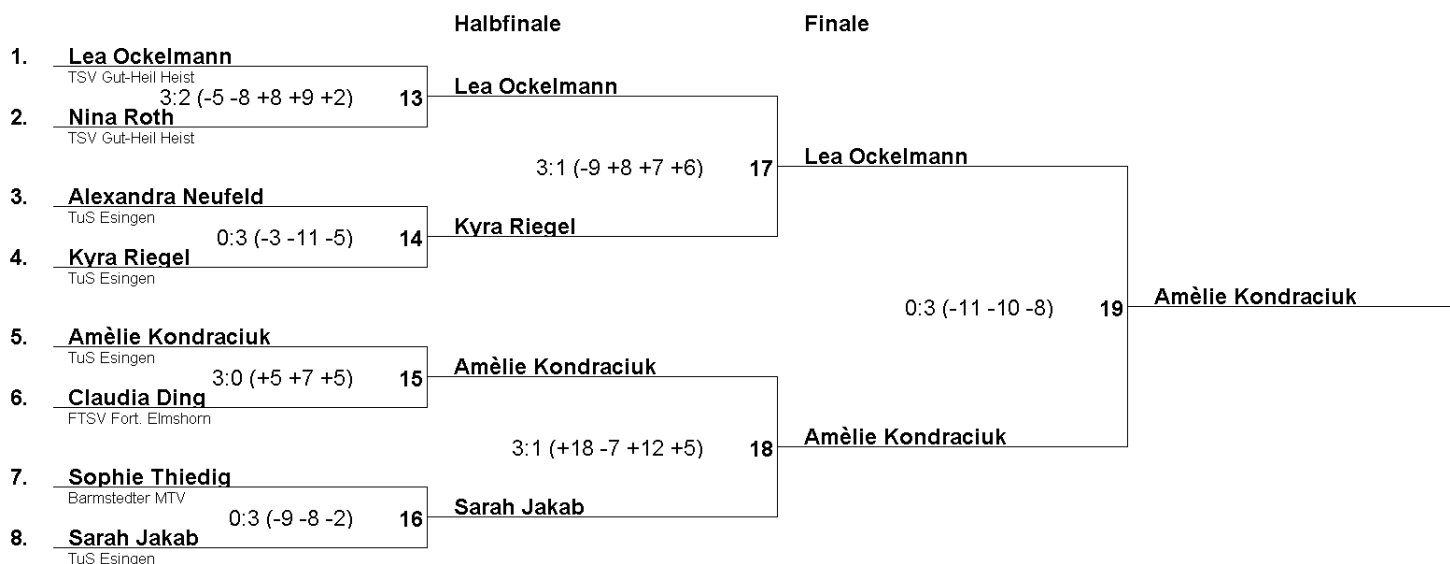 Halbfinale Finale
1. Lea Ockelmann
TSV Gut-Heil Heist
Lea Ockelmann
3:2 (-5 -8 +8 +9 +2) 13
2. Nina Roth
TSV Gut-Heil Heist
3:1 (-9 +8 +7 +6) 17
Lea Ockelmann
3. Alexandra Neufeld
TuS Esingen
Kyra Riegel
0:3 (-3 -11 -5) 14
4. Kyra Riegel
TuS Esingen
0:3 (-11 -10 -8) 19
Amèlie Kondraciuk
5. Amèlie Kondraciuk
TuS Esingen
Amèlie Kondraciuk
3:0 (+5 +7 +5) 15
6. Claudia Ding
FTSV Fort. Elmshorn
3:1 (+18 -7 +12 +5) 18
Amèlie Kondraciuk
7. Sophie Thiedig
Barmstedter MTV
Sarah Jakab
0:3 (-9 -8 -2) 16
8. Sarah Jakab
TuS Esingen